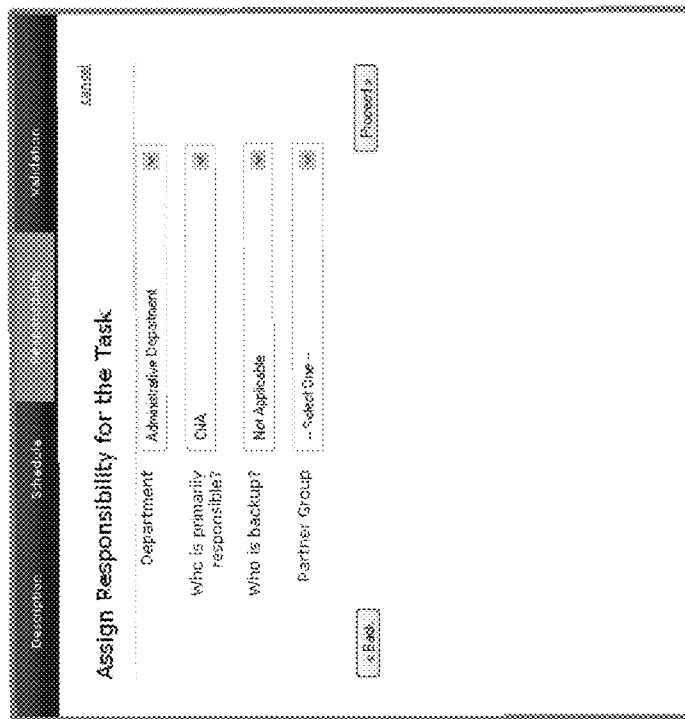 Description Schedule Validation
cancel
Assign Responsibility for the Task
Department Administrative Department
Who is primarily CNA
responsible?
Who is backup? Not Applicable
Partner Group -- Select One --
< Back Proceed >